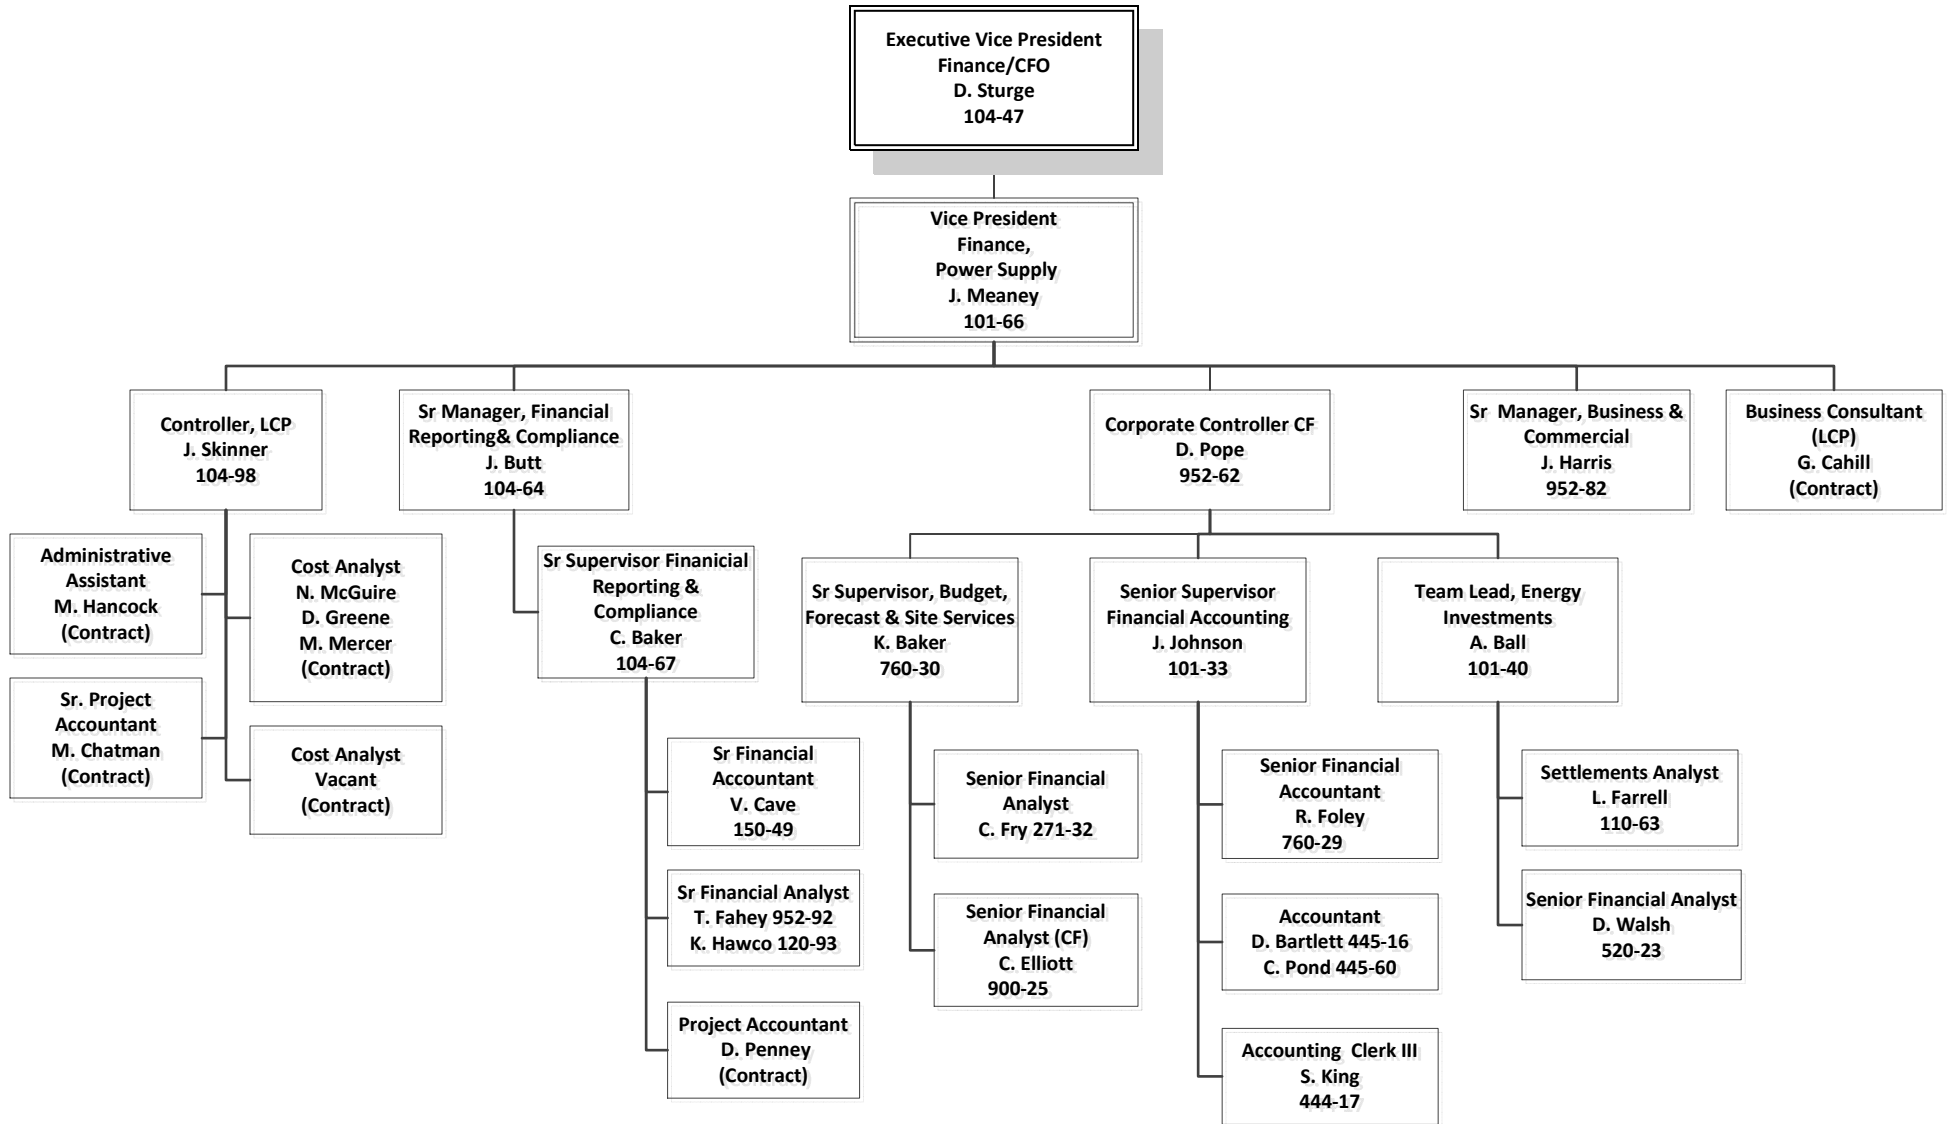 Executive Vice President
Finance/CFO
D. Sturge
104-47
Vice President
Finance,
Power Supply
J. Meaney
101-66
Controller, LCP
J. Skinner
104-98
Sr Manager, Financial
Reporting& Compliance
J. Butt
104-64
Corporate Controller CF
D. Pope
952-62
Sr Manager, Business &
Commercial
J. Harris
952-82
Business Consultant
(LCP)
G. Cahill
(Contract)
Administrative
Assistant
M. Hancock
(Contract)
Cost Analyst
N. McGuire
D. Greene
M. Mercer
(Contract)
Sr. Project
Accountant
M. Chatman
(Contract)
Cost Analyst
Vacant
(Contract)
Sr Supervisor Finanicial
Reporting &
Compliance
C. Baker
104-67
Sr Financial
Accountant
V. Cave
150-49
Sr Financial Analyst
T. Fahey 952-92
K. Hawco 120-93
Project Accountant
D. Penney
(Contract)
Sr Supervisor, Budget,
Forecast & Site Services
K. Baker
760-30
Senior Financial
Analyst
C. Fry 271-32
Senior Financial
Analyst (CF)
C. Elliott
900-25
Senior Supervisor
Financial Accounting
J. Johnson
101-33
Senior Financial
Accountant
R. Foley
760-29
Accountant
D. Bartlett 445-16
C. Pond 445-60
Accounting Clerk III
S. King
444-17
Team Lead, Energy
Investments
A. Ball
101-40
Settlements Analyst
L. Farrell
110-63
Senior Financial Analyst
D. Walsh
520-23